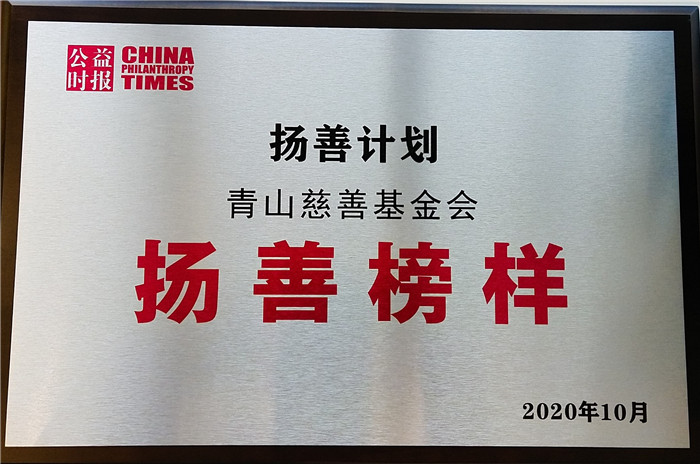 公益
时报
CHINA
PHILANTHROPY
TIMES
扬善计划
青山慈善基金会
扬善榜样
2020年10月